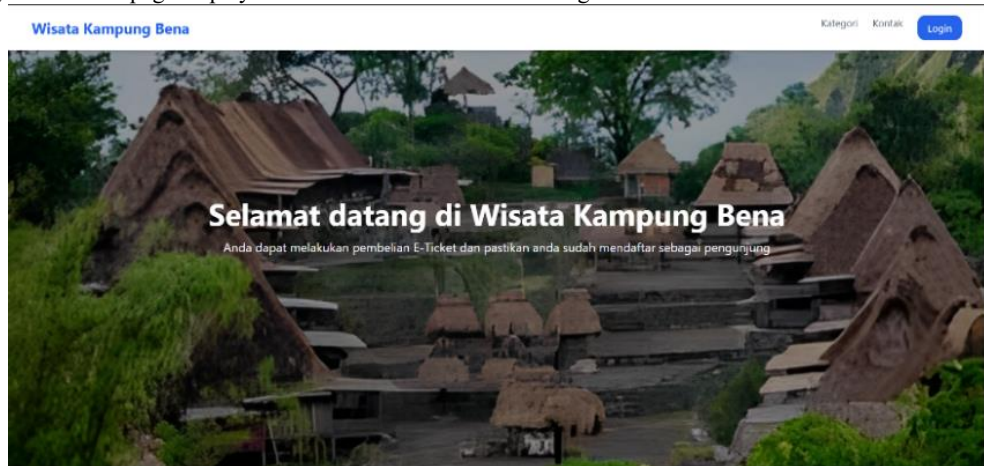 Wisata Kampung Bena
Kategori Kontak Login
Selamat datang di Wisata Kampung Bena
Anda dapat melakukan pembelian E-Ticket dan pastikan anda sudah mendaftar sebagai pengunjung